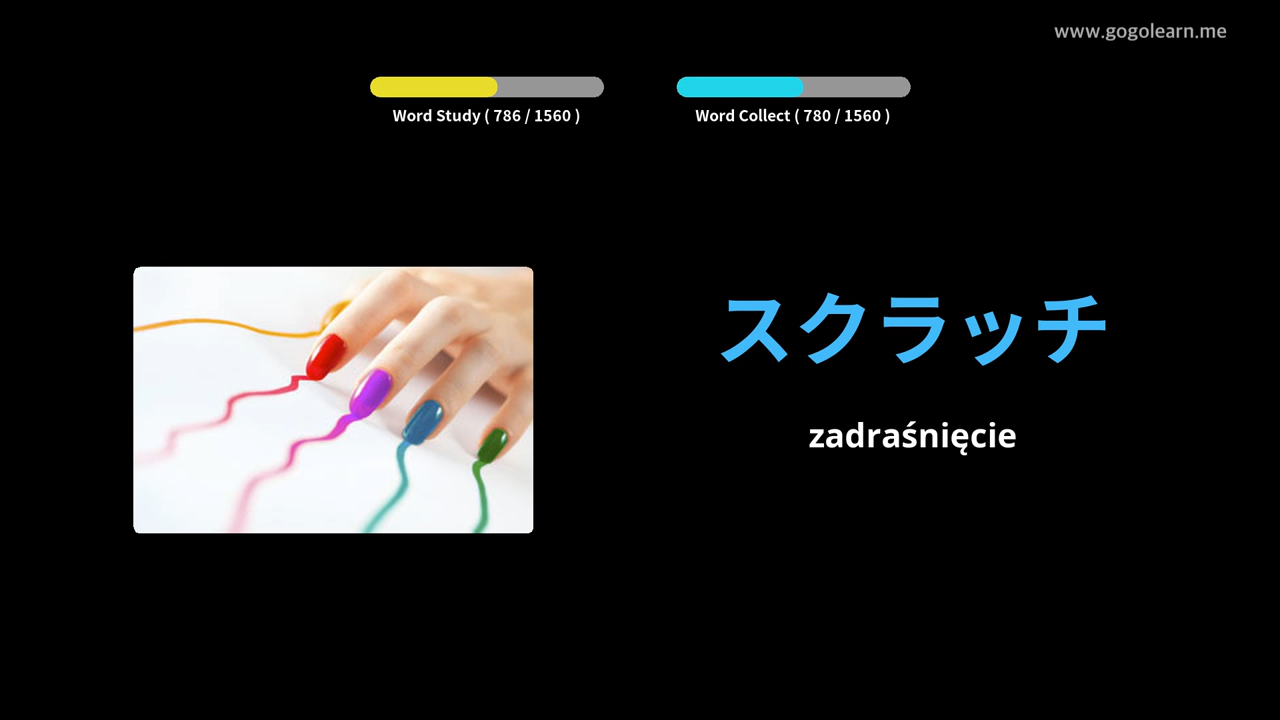 www.gogolearn.me
Word Study ( 786 / 1560 )
Word Collect ( 780 / 1560 )
スクラッチ
zadraśnięcie